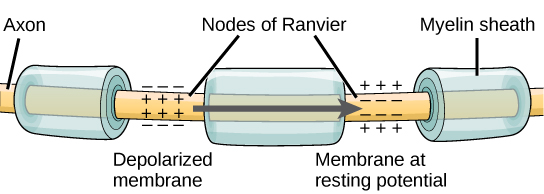 Axon
Nodes of Ranvier
Myelin sheath
− − − −
+ + +
+ + +
− − − −
+ + +
− − −
− − −
+ + +
Depolarized
membrane
Membrane at
resting potential